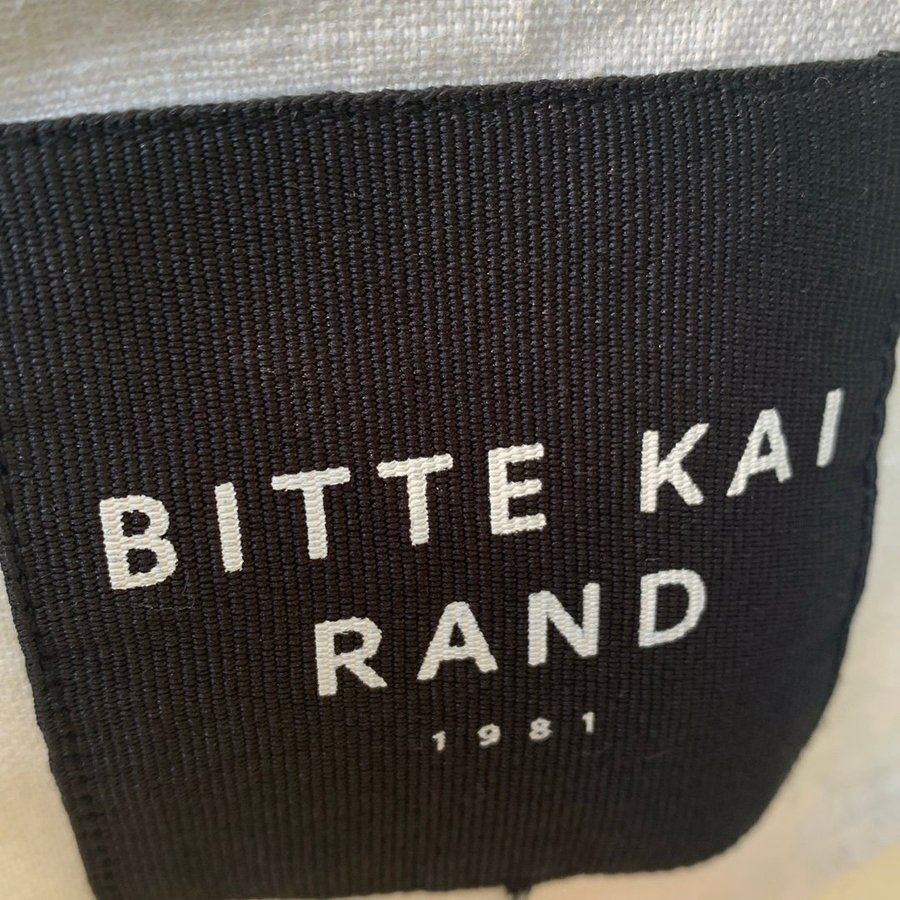 BITTE KAI
RAND
1981